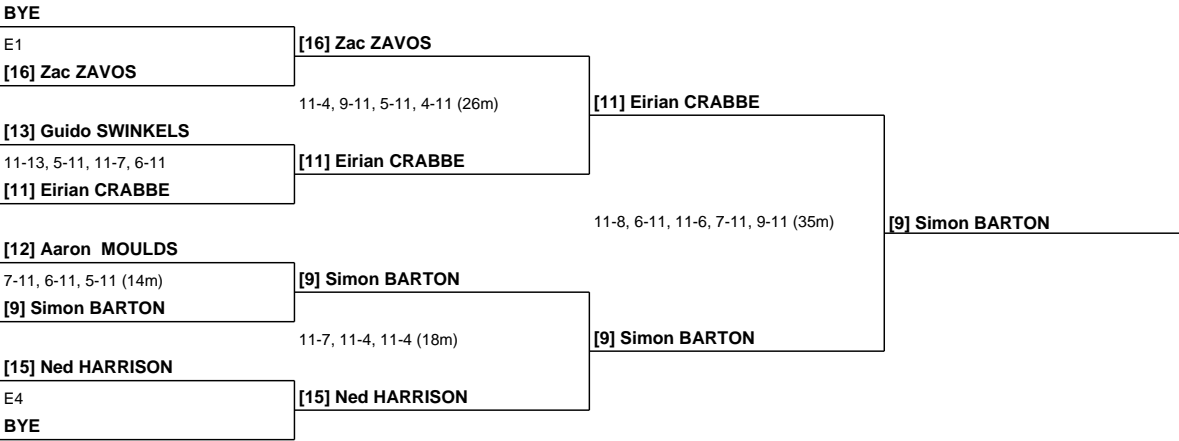 BYE
E1
[16] Zac ZAVOS
[16] Zac ZAVOS
11-4, 9-11, 5-11, 4-11 (26m)
[11] Eirian CRABBE
[13] Guido SWINKELS
11-13, 5-11, 11-7, 6-11
[11] Eirian CRABBE
[11] Eirian CRABBE
11-8, 6-11, 11-6, 7-11, 9-11 (35m)
[9] Simon BARTON
[12] Aaron  MOULDS
7-11, 6-11, 5-11 (14m)
[9] Simon BARTON
[9] Simon BARTON
11-7, 11-4, 11-4 (18m)
[9] Simon BARTON
[15] Ned HARRISON
E4
[15] Ned HARRISON
BYE